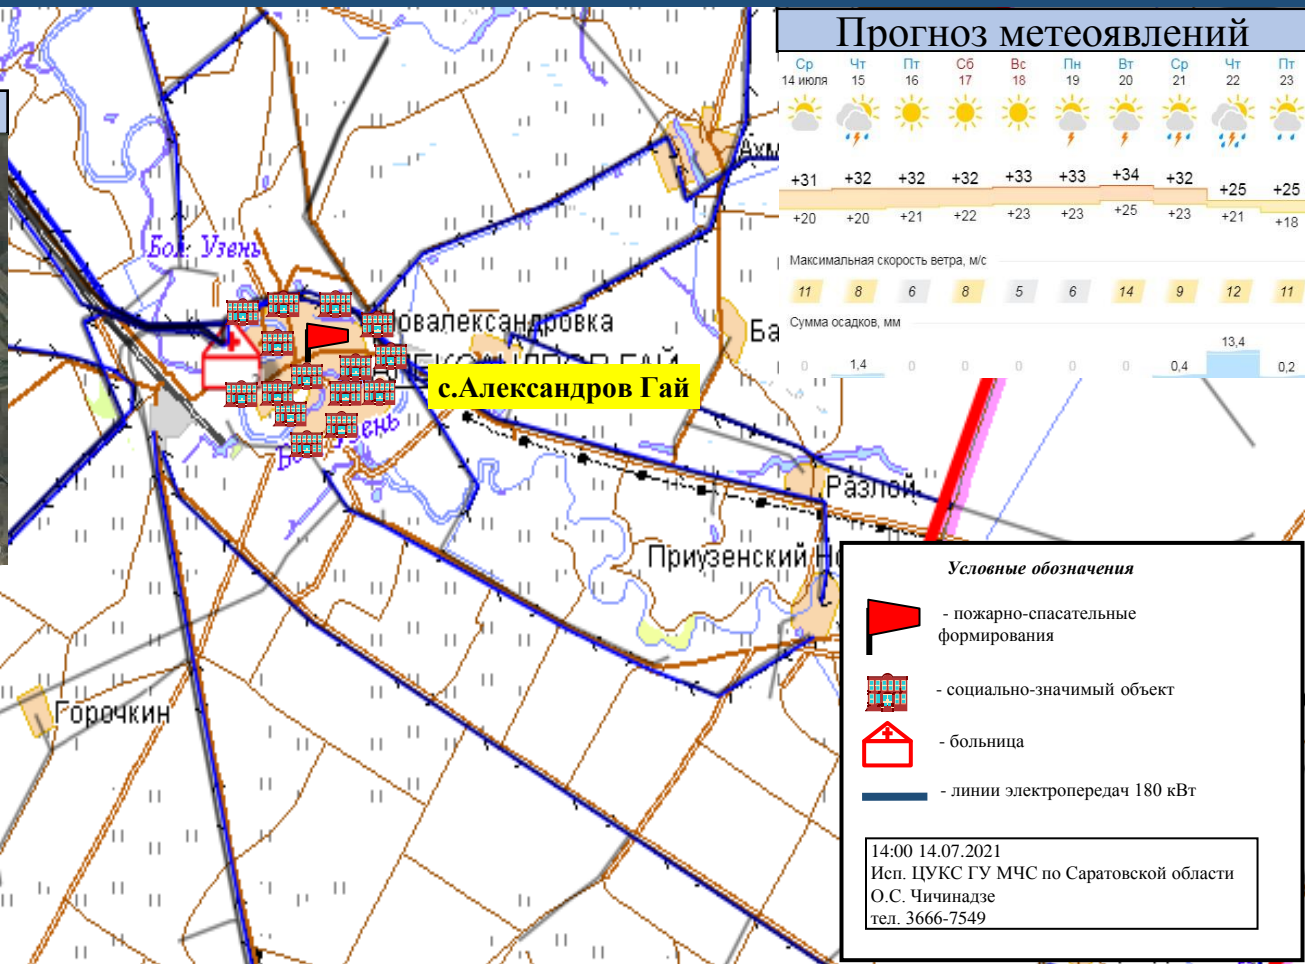 Прогноз метеоявлений
Ср Чт Пт Сб Вс Пн Вт Ср Чт Пт
14 июля 15 16 17 18 19 20 21 22 23
+31 +32 +32 +32 +33 +33 +34 +32 +25 +25
+20 +20 +21 +22 +23 +23 +25 +23 +21 +18
Максимальная скорость ветра, м/с
11 8 6 8 5 6 14 9 12 11
Сумма осадков, мм
0 1,4 0 0 0 0 0 0,4 13,4 0,2
Ахм
Бол. Узень
Новоалександровка
Ба
АЛЕКСАНДРОВ ГАЙ
с.Александров Гай
Разлой
Приузенский
Горочкин
Условные обозначения
- пожарно-спасательные
формирования
- социально-значимый объект
- больница
- линии электропередач 180 кВт
14:00 14.07.2021
Исп. ЦУКС ГУ МЧС по Саратовской области
О.С. Чичинадзе
тел. 3666-7549